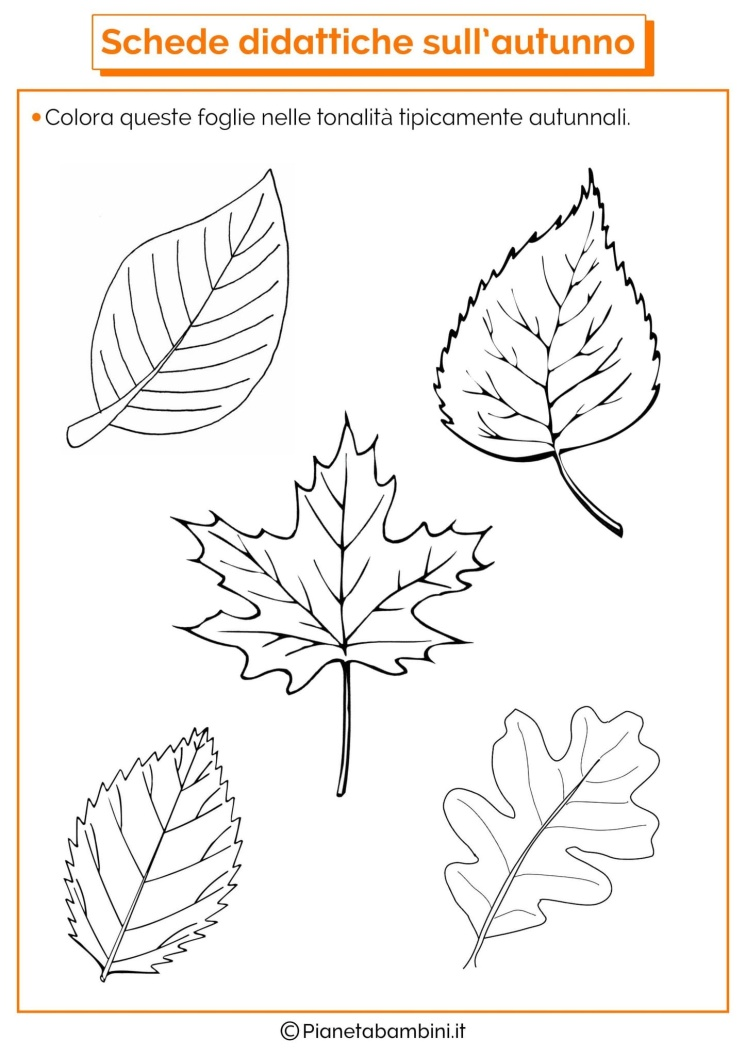 Schede didattiche sull'autunno
• Colora queste foglie nelle tonalità tipicamente autunnali.
©Pianetabambini.it